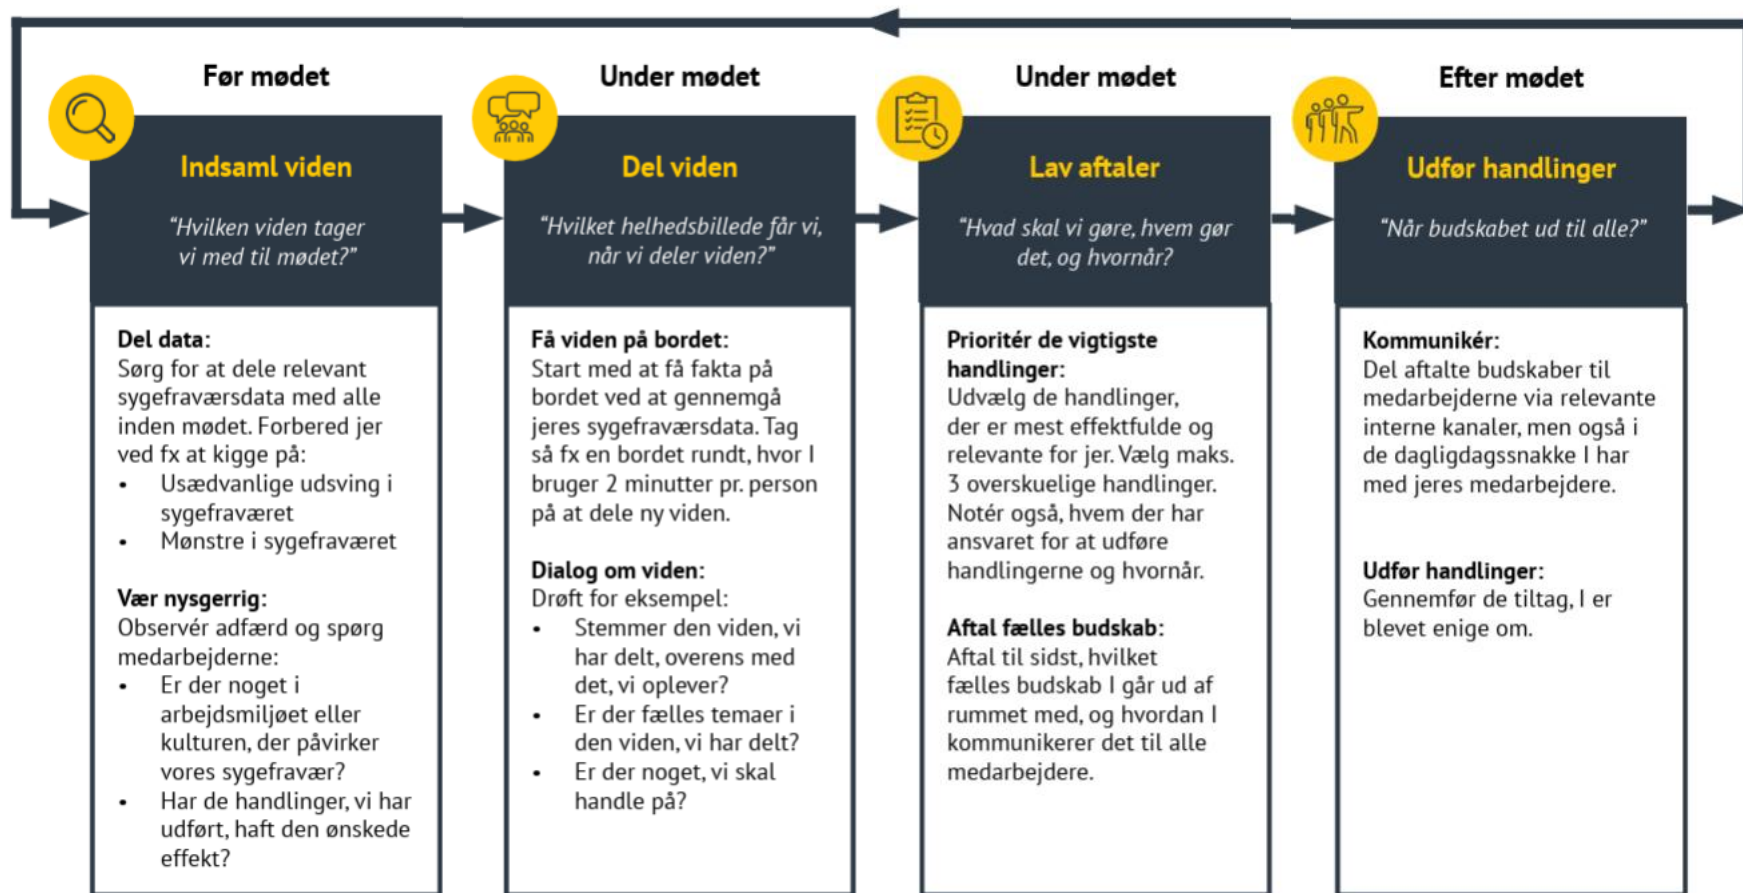 Før mødet
Indsaml viden
“Hvilken viden tager
vi med til mødet?”
Del data:
Sørg for at dele relevant
sygefraværsdata med alle
inden mødet. Forbered jer
ved fx at kigge på:
• Usædvanlige udsving i
sygefraværet
• Mønstre i sygefraværet
Vær nysgerrig:
Observér adfærd og spørg
medarbejderne:
• Er der noget i
arbejdsmiljøet eller
kulturen, der påvirker
vores sygefravær?
• Har de handlinger, vi har
udført, haft den ønskede
effekt?
Under mødet
Del viden
“Hvilket helhedsbillede får vi,
når vi deler viden?”
Få viden på bordet:
Start med at få fakta på
bordet ved at gennemgå
jeres sygefraværsdata. Tag
så fx en bordet rundt, hvor I
bruger 2 minutter pr. person
på at dele ny viden.
Dialog om viden:
Drøft for eksempel:
• Stemmer den viden, vi
har delt, overens med
det, vi oplever?
• Er der fælles temaer i
den viden, vi har delt?
• Er der noget, vi skal
handle på?
Under mødet
Lav aftaler
“Hvad skal vi gøre, hvem gør
det, og hvornår?
Prioritér de vigtigste
handlinger:
Udvælg de handlinger,
der er mest effektfulde og
relevante for jer. Vælg maks.
3 overskuelige handlinger.
Notér også, hvem der har
ansvaret for at udføre
handlingerne og hvornår.
Aftal fælles budskab:
Aftal til sidst, hvilket
fælles budskab I går ud af
rummet med, og hvordan I
kommunikerer det til alle
medarbejdere.
Efter mødet
Udfør handlinger
“Når budskabet ud til alle?”
Kommunikér:
Del aftalte budskaber til
medarbejderne via relevante
interne kanaler, men også i
de dagligdagssnakke I har
med jeres medarbejdere.
Udfør handlinger:
Gennemfør de tiltag, I er
blevet enige om.